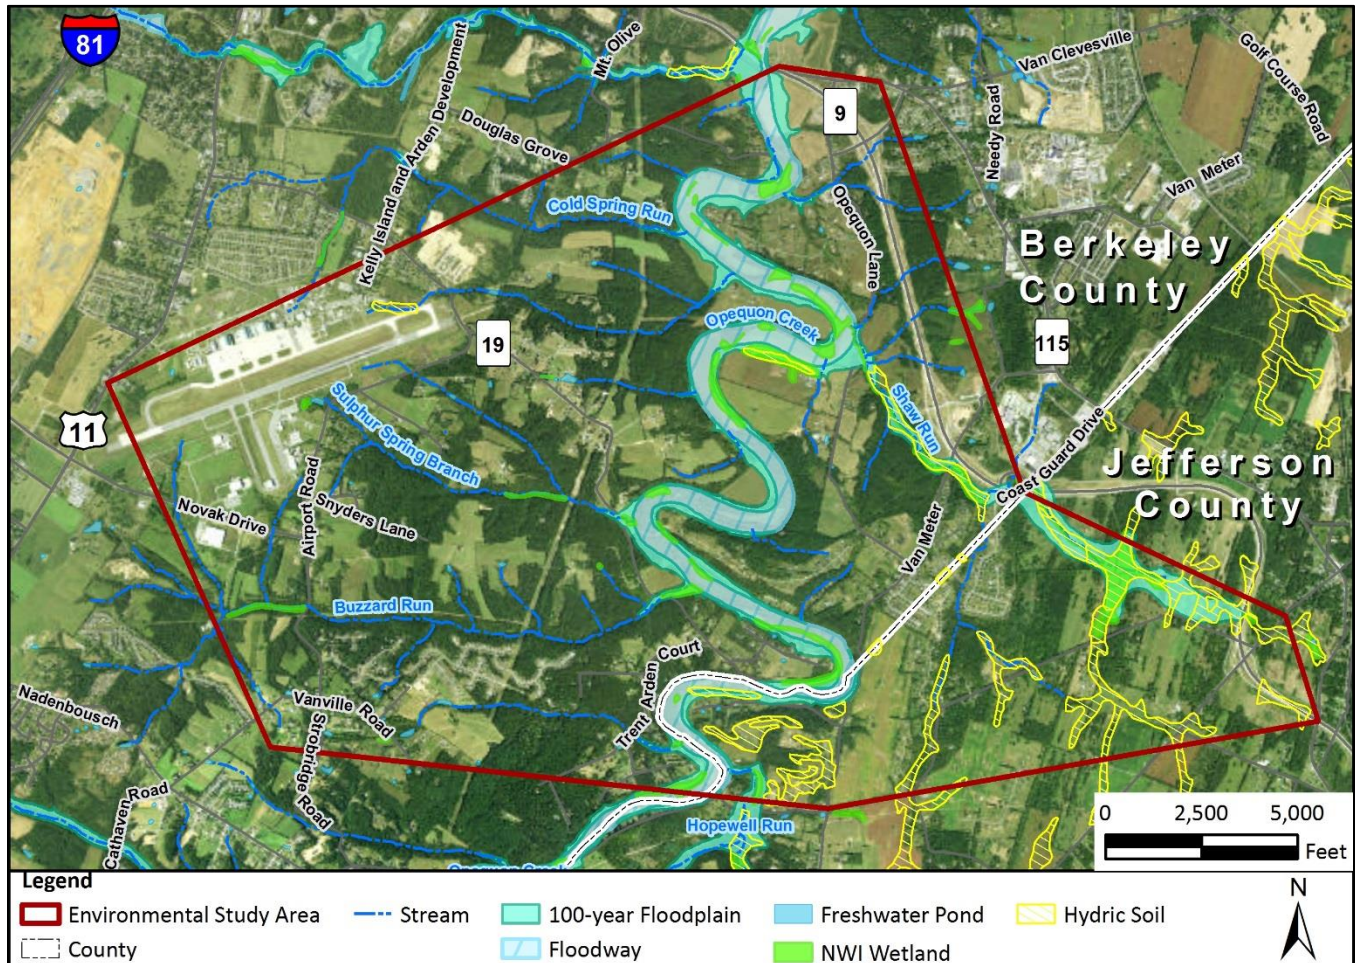 81
Mt. Olive
Kelly Island and Arden Development
Douglas Grove
9
Van Clevesville
Golf Course Road
Needy Road
Van Meter
Cold Spring Run
Opequon Lane
Berkeley
County
Opequon Creek
19
115
11
Sulphur Spring Branch
Shaw Run
Coast Guard Drive
Jefferson
County
Novak Drive
Airport Road
Snyders Lane
Van Meter
Buzzard Run
Trent Arden Court
Nadenbousch
Vanville Road
Strobridge Road
Cathaven Road
Hopewell Run
Opequon Creek
0 2,500 5,000
Feet
Legend
Environmental Study Area
Stream
100-year Floodplain
Freshwater Pond
Hydric Soil
County
Floodway
NWI Wetland
N